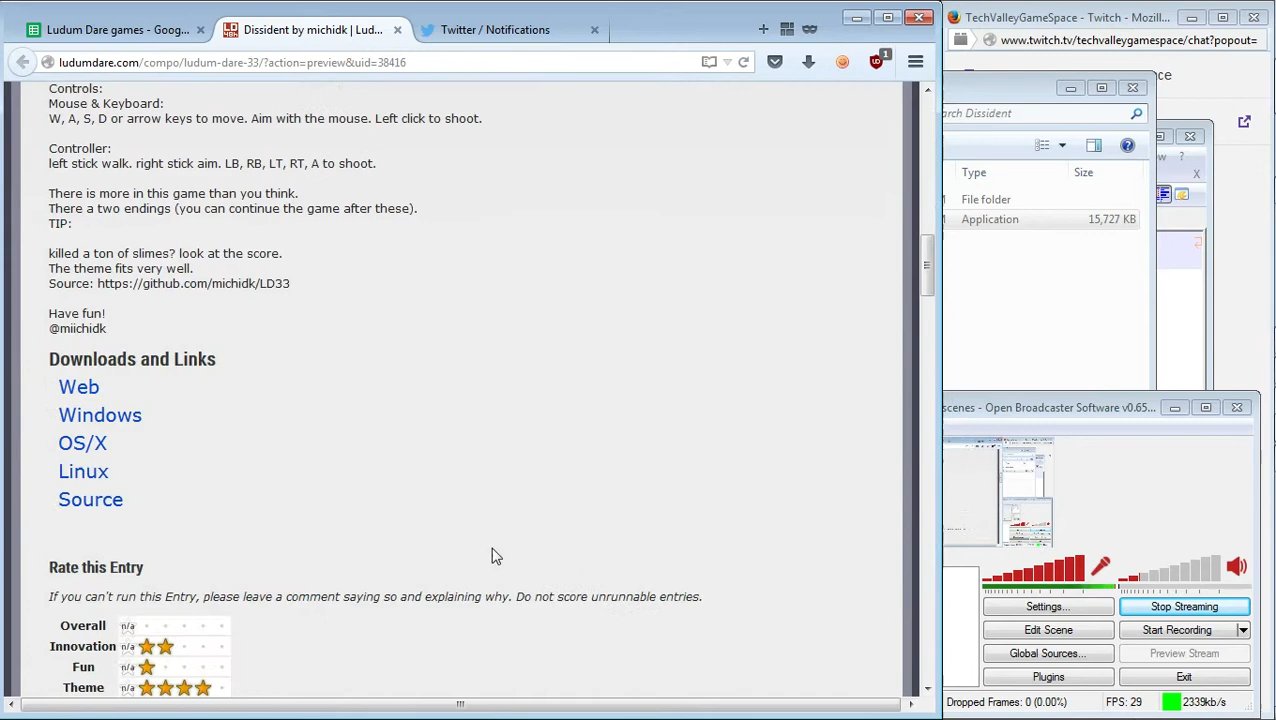 Ludum Dare games - Goog...
Dissident by michidk | Lud...
Twitter / Notifications
TechValleyGameSpace - Twitch - Mozill...
ludumdare.com/compo/ludumdare-33/?action=preview&uid=38416
1
www.twitch.tv/techvalleygamespace/chat?popout=
Controls:
Mouse & Keyboard:
W, A, S, D or arrow keys to move. Aim with the mouse. Left click to shoot.
Controller:
left stick walk. right stick aim. LB, RB, LT, RT, A to shoot.
There is more in this game than you think.
There a two endings (you can continue the game after these).
TIP:
killed a ton of slimes? look at the score.
The theme fits very well.
Source: https://github.com/michidk/LD33
Have fun!
@miichidk
Downloads and Links
Web
Windows
OS/X
Linux
Source
Rate this Entry
If you can't run this Entry, please leave a comment saying so and explaining why. Do not score unrunnable entries.
Overall n/a
Innovation n/a
Fun n/a
Theme n/a
arch Dissident
Type Size
File folder
Application 15,727 KB
?
X
scenes - Open Broadcaster Software v0.65...
Settings... Stop Streaming
Edit Scene Start Recording
Global Sources... Preview Stream
Plugins Exit
Dropped Frames: 0 (0.00%) FPS: 29 2339kb/s